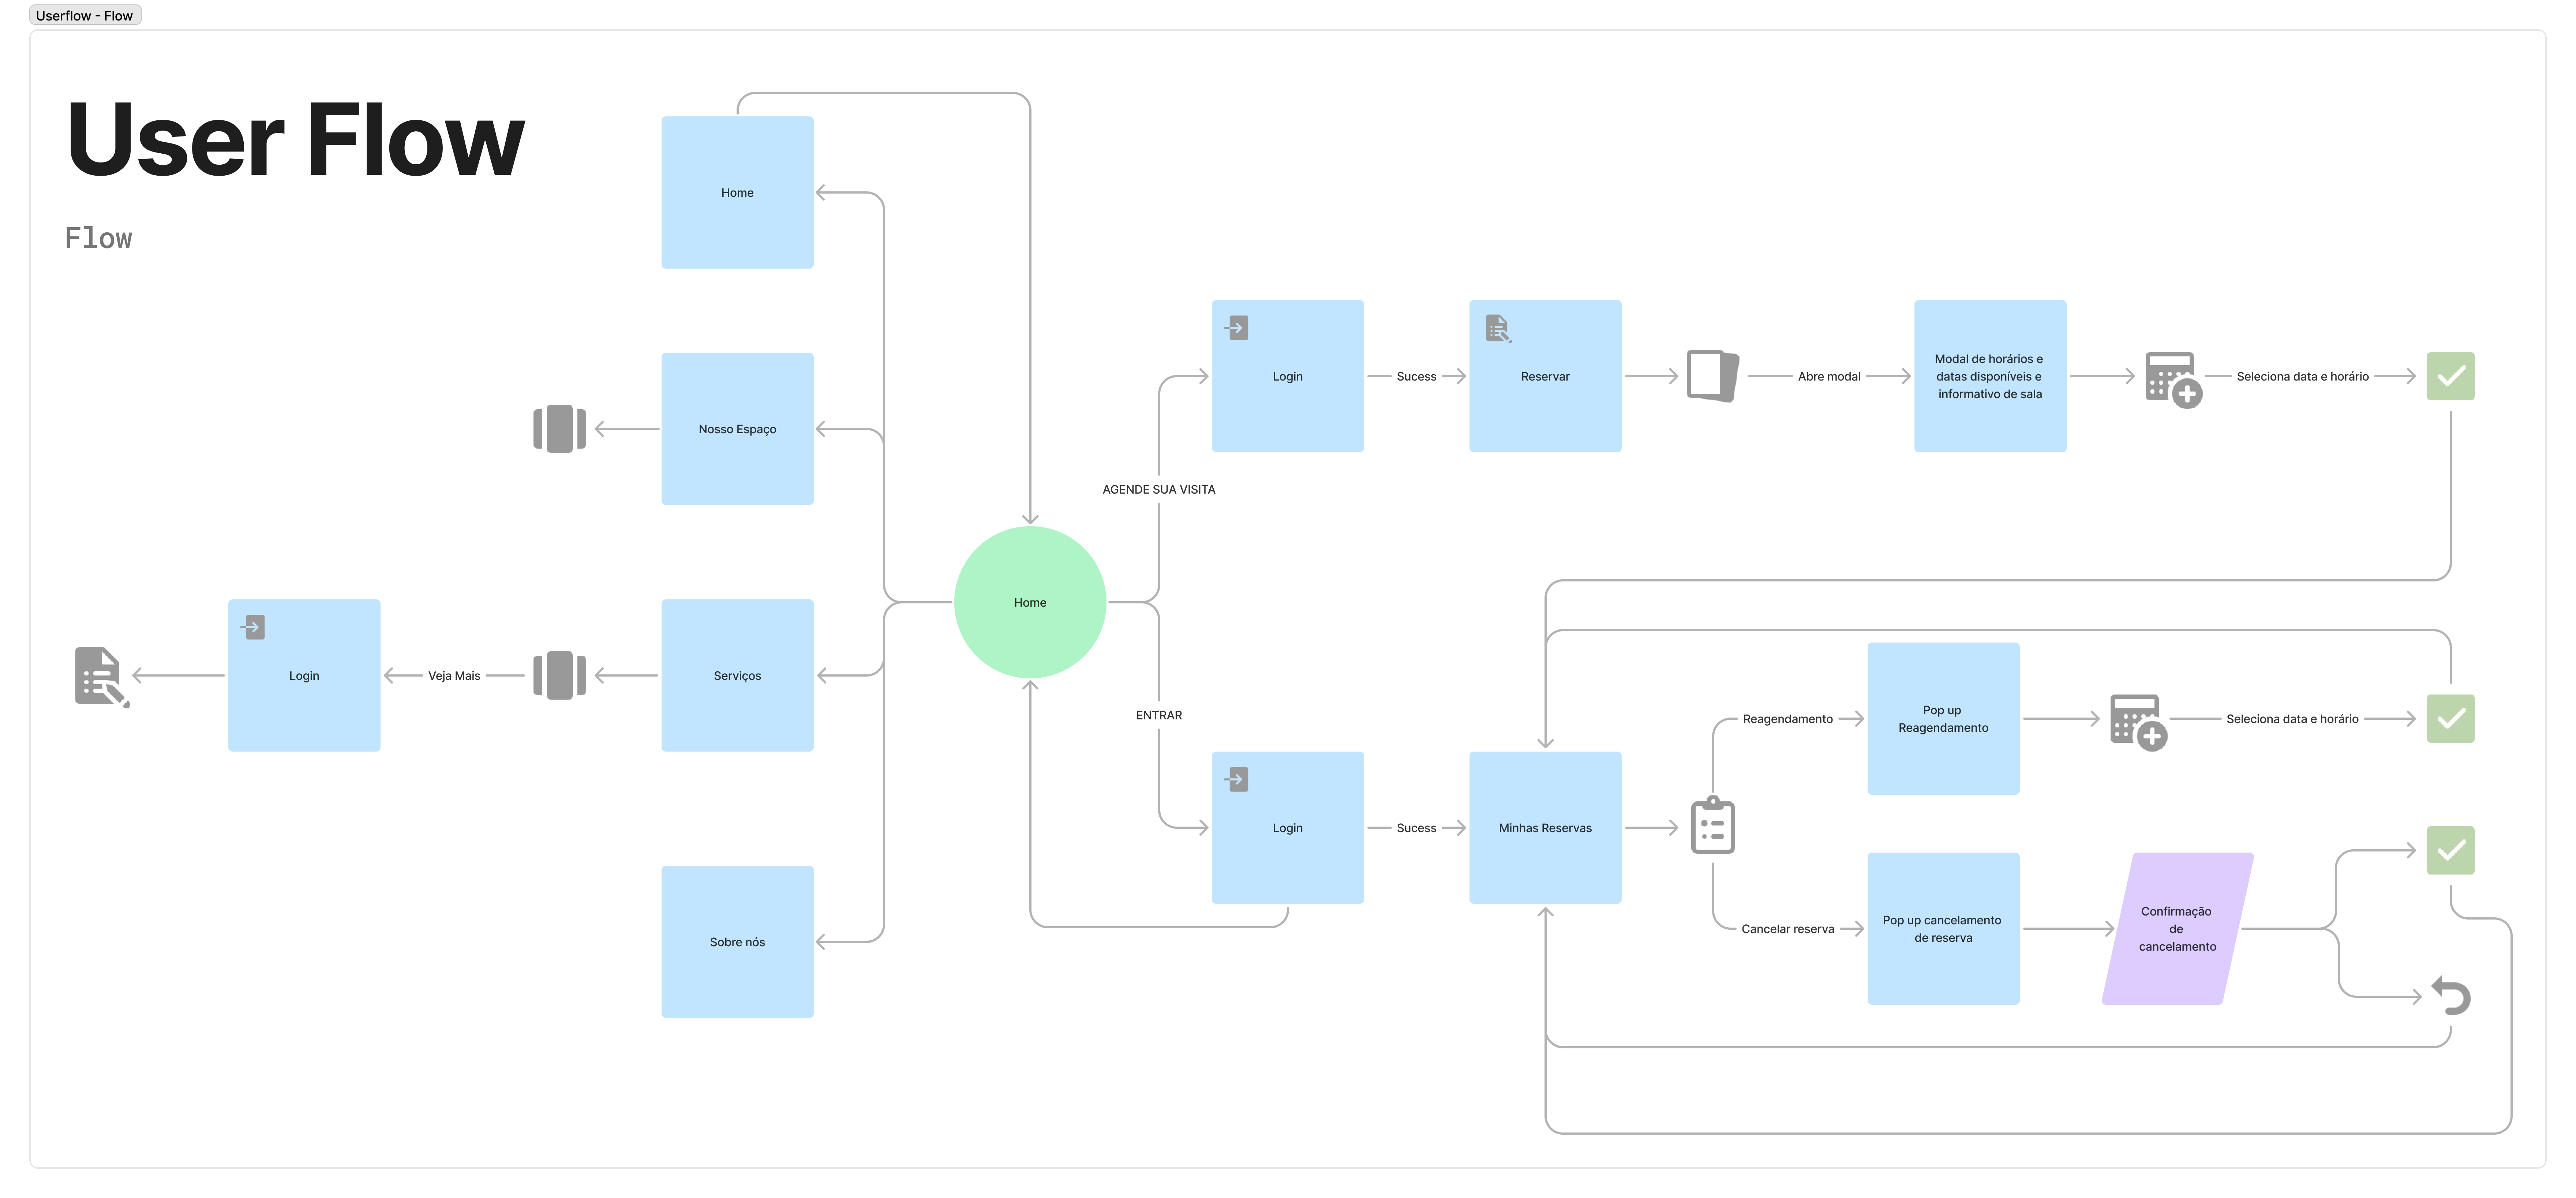 Userflow - Flow
User Flow
Flow
Home
Nosso Espaço
Serviços
Veja Mais
Login
Sobre nós
Home
AGENDE SUA VISITA
Login
Sucess
Reservar
Abre modal
Modal de horários e
datas disponíveis e
informativo de sala
Seleciona data e horário
ENTRAR
Login
Sucess
Minhas Reservas
Reagendamento
Pop up
Reagendamento
Seleciona data e horário
Cancelar reserva
Pop up cancelamento
de reserva
Confirmação
de
cancelamento